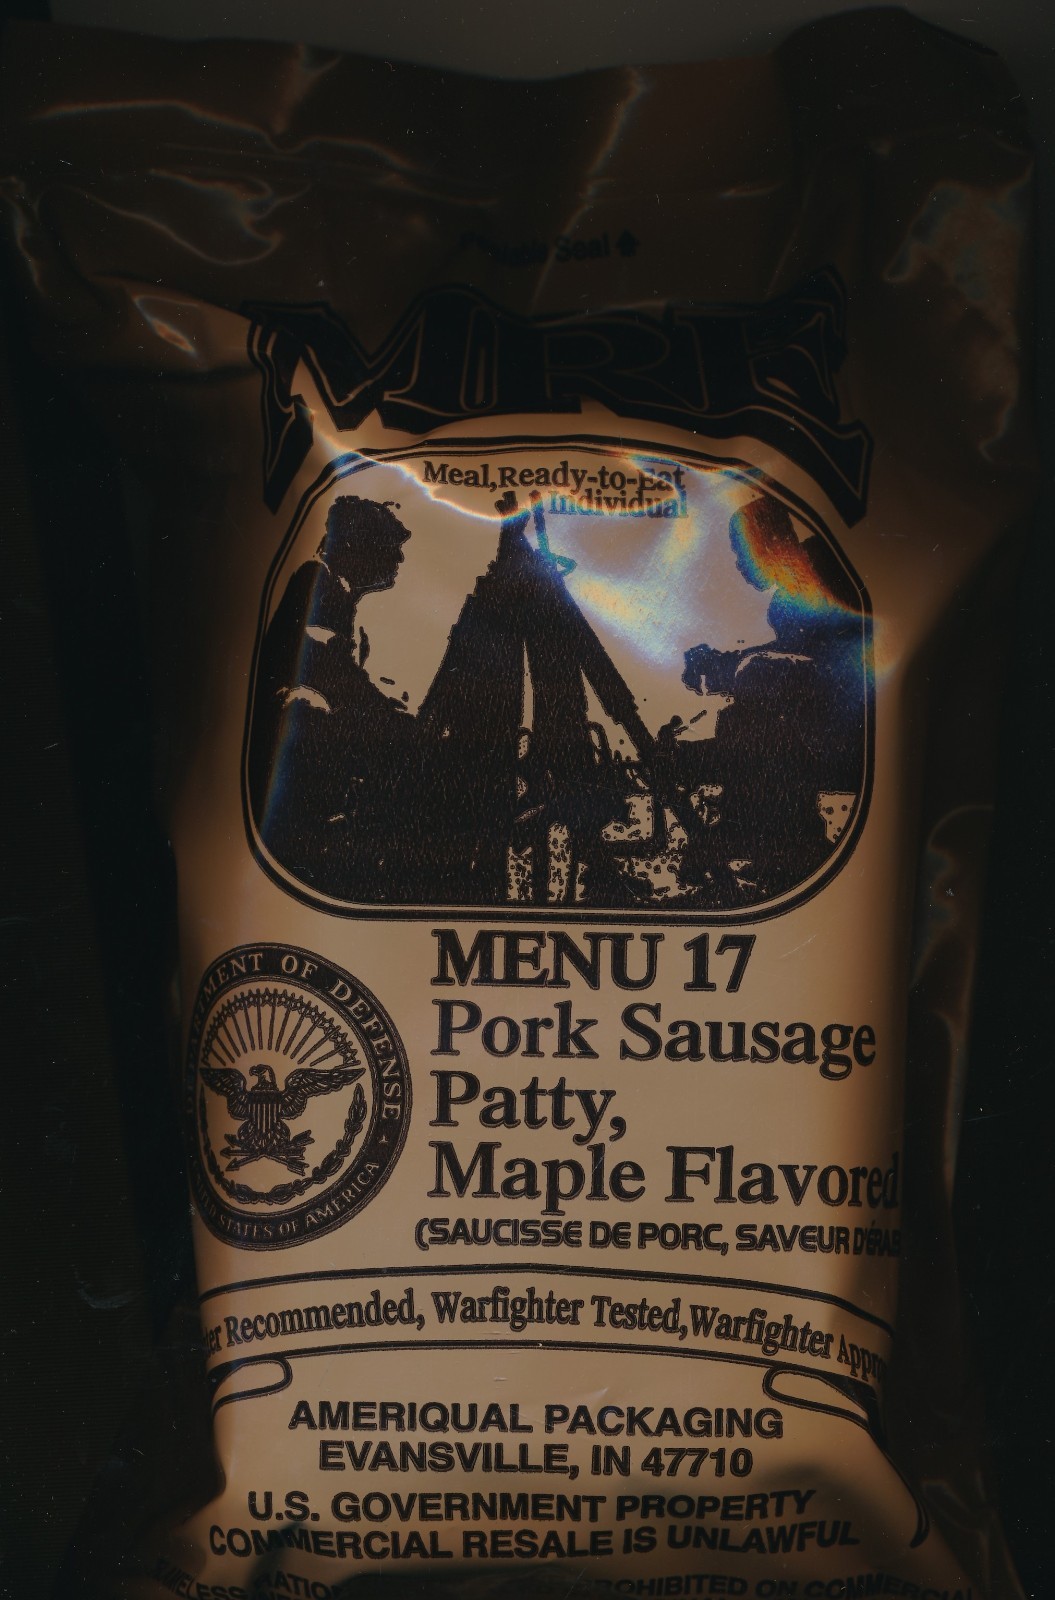 Seal
MRE
Meal,Ready-to-Eat
Individual
MENU 17
Pork Sausage
Patty,
Maple Flavored
(SAUCISSE DE PORC, SAVEUR
DEPARTMENT OF DEFENSE
UNITED STATES OF AMERICA
Recommended, Warfighter Tested, Warfighter
AMERIQUAL PACKAGING
EVANSVILLE, IN 47710
U.S. GOVERNMENT PROPERTY
COMMERCIAL RESALE IS UNLAWFUL
PROHIBITED ON COMMERCIAL